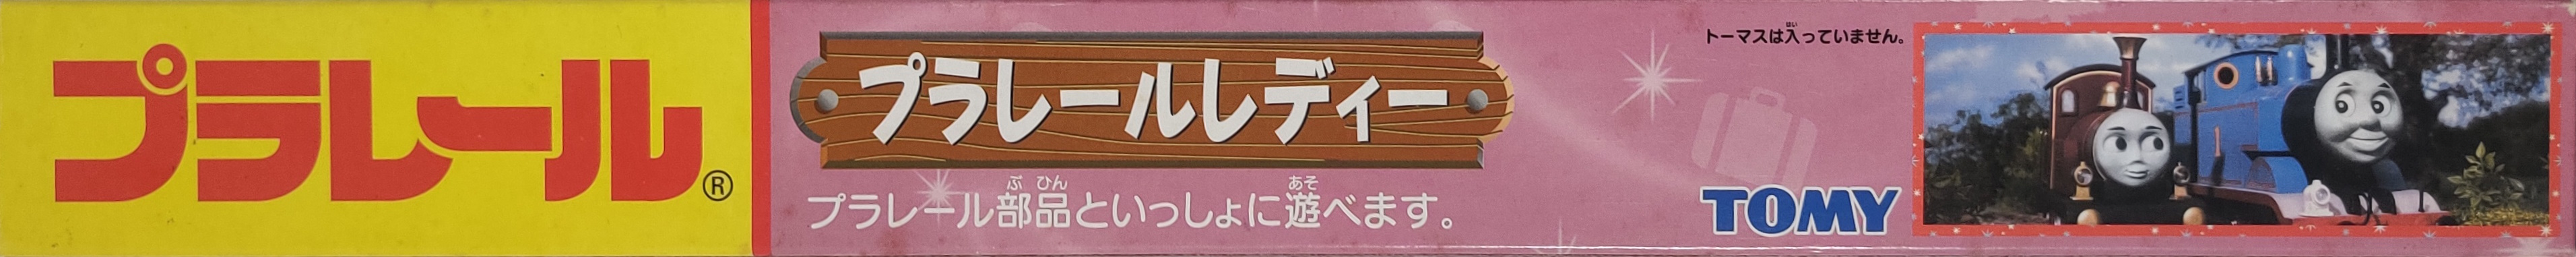 プラレール®
プラレールレディー
プラレール部品といっしょに遊べます。
トーマスは入っていません。
TOMY
1